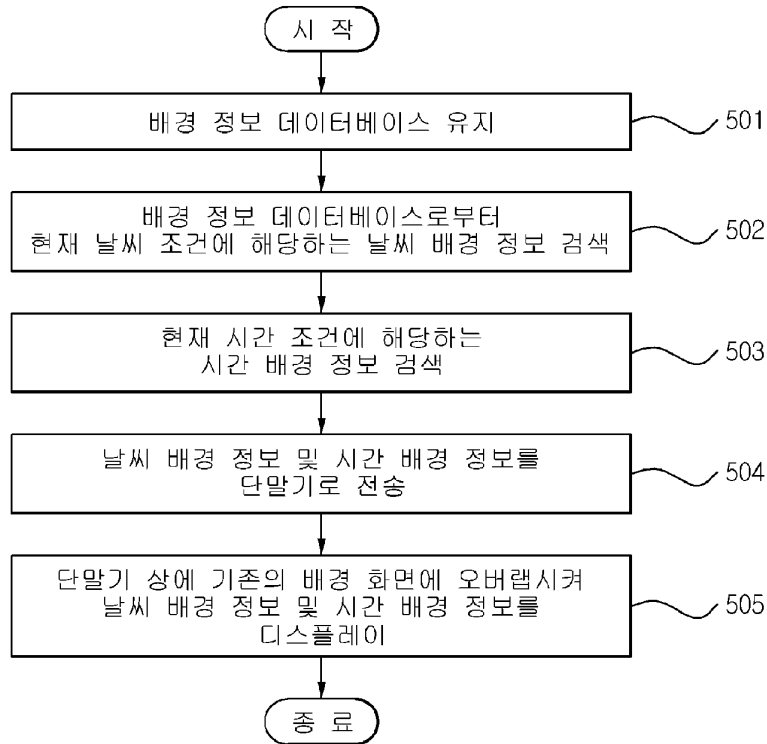 시 작
배경 정보 데이터베이스 유지
501
배경 정보 데이터베이스로부터
현재 날씨 조건에 해당하는 날씨 배경 정보 검색
502
현재 시간 조건에 해당하는
시간 배경 정보 검색
503
날씨 배경 정보 및 시간 배경 정보를
단말기로 전송
504
단말기 상에 기존의 배경 화면에 오버랩시켜
날씨 배경 정보 및 시간 배경 정보를
디스플레이
505
종 료